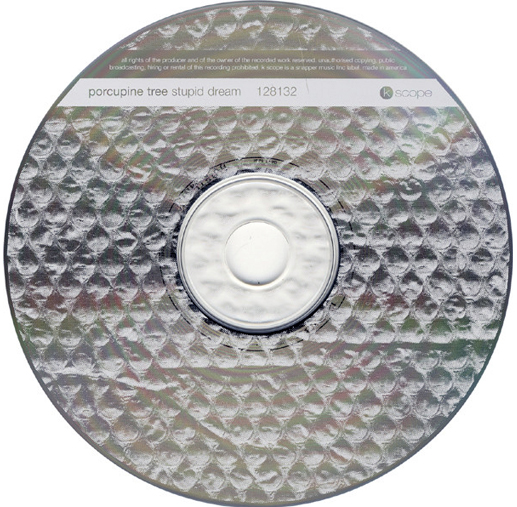 all rights of the producer and of the owner of the recorded work reserved. unauthorised copying, public
broadcasting, hiring or rental of this recording prohibited. k scope is a snapper music inc label. made in america
porcupine tree stupid dream 128132 k scope